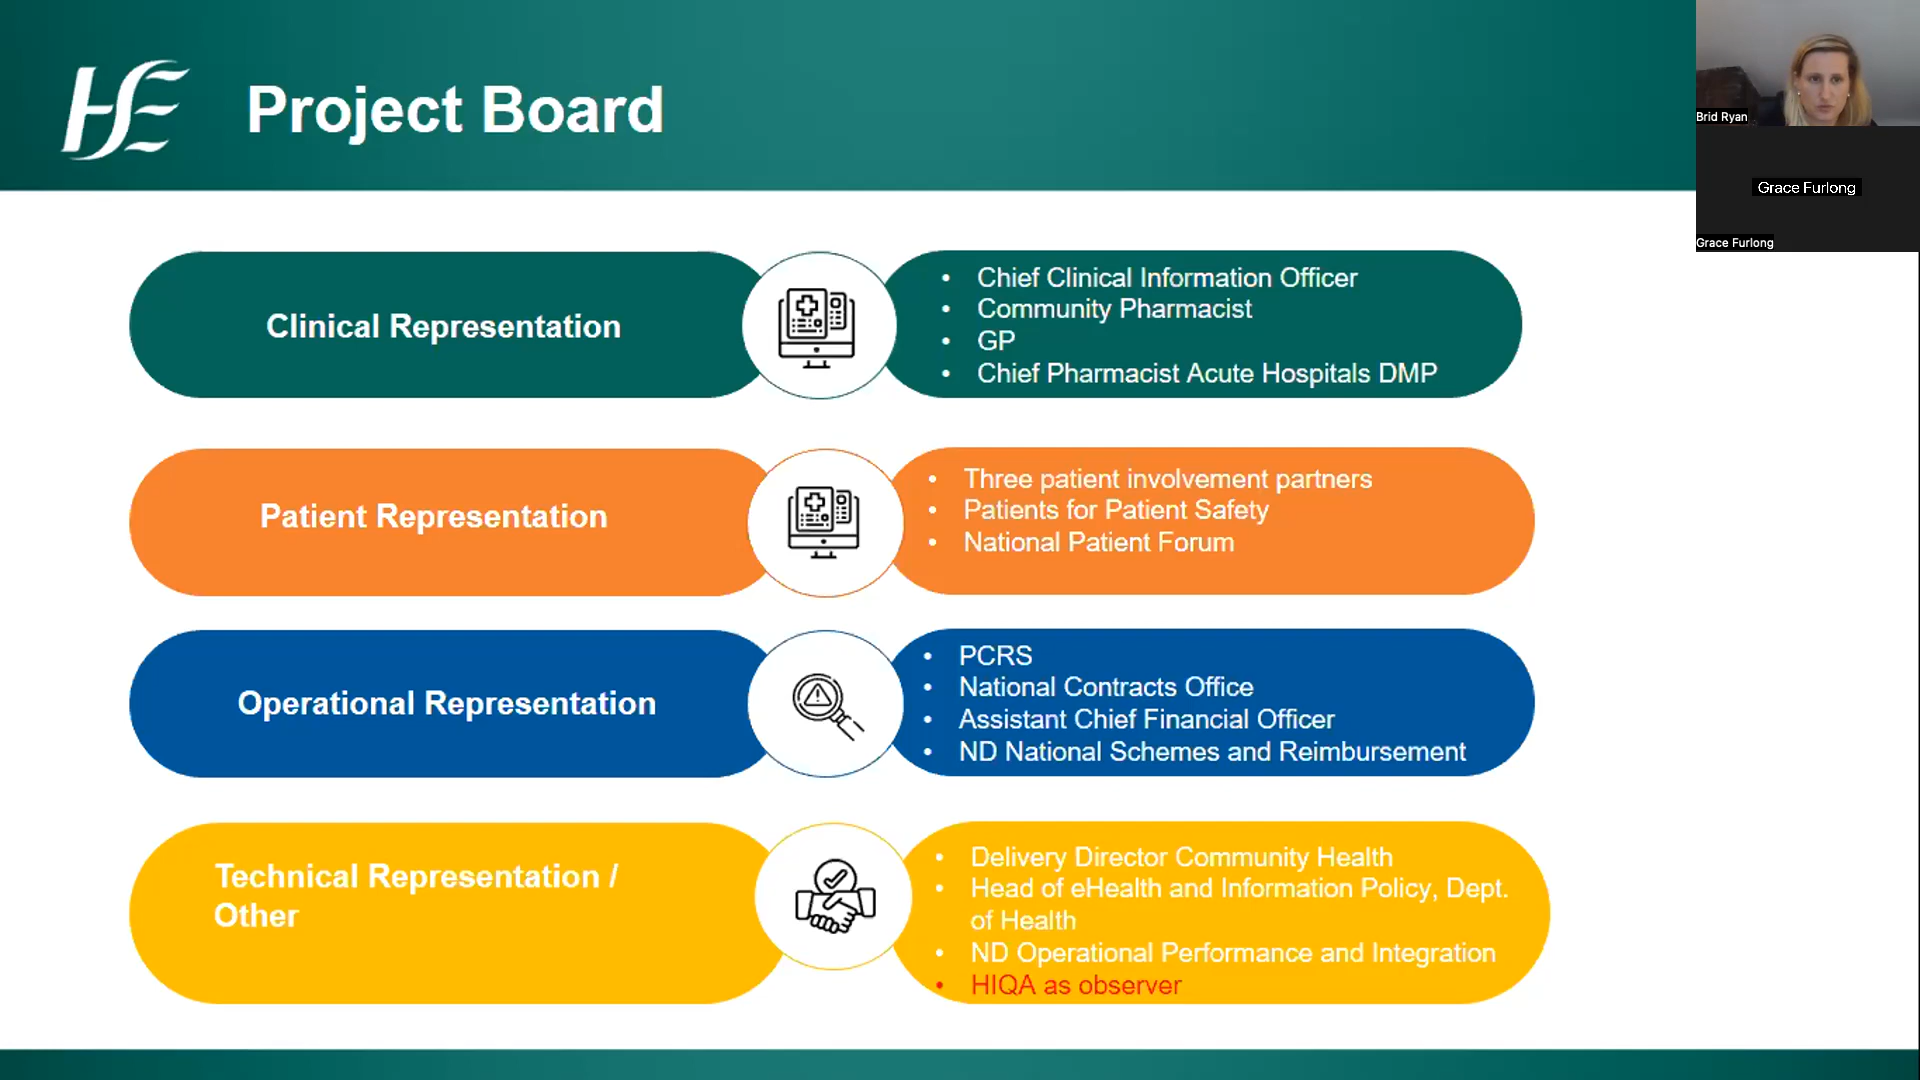 HSE
Project Board
Brid Ryan
Grace Furlong
Grace Furlong
Clinical Representation
• Chief Clinical Information Officer
• Community Pharmacist
• GP
• Chief Pharmacist Acute Hospitals DMP
Patient Representation
• Three patient involvement partners
• Patients for Patient Safety
• National Patient Forum
Operational Representation
• PCRS
• National Contracts Office
• Assistant Chief Financial Officer
• ND National Schemes and Reimbursement
Technical Representation /
Other
• Delivery Director Community Health
• Head of eHealth and Information Policy, Dept.
of Health
• ND Operational Performance and Integration
• HIQA as observer